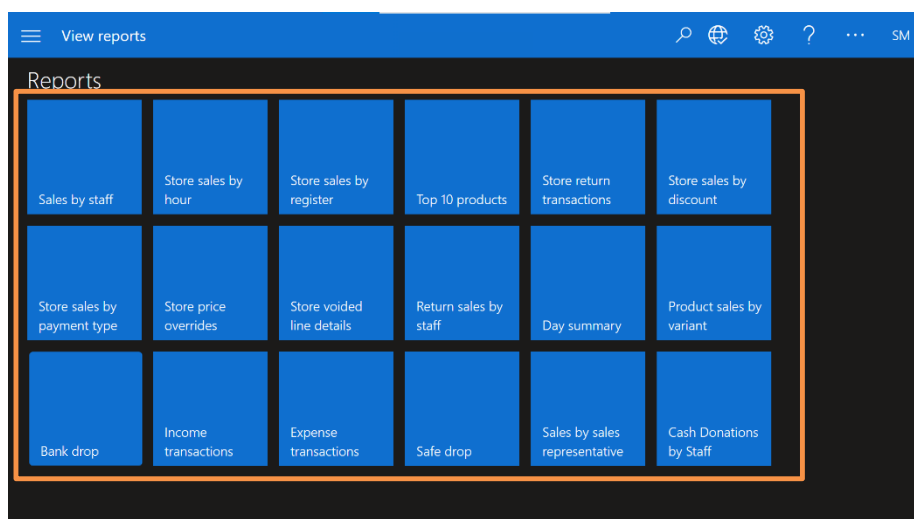 View reports
?
...
SM
Reports
Sales by staff
Store sales by
hour
Store sales by
register
Top 10 products
Store return
transactions
Store sales by
discount
Store sales by
payment type
Store price
overrides
Store voided
line details
Return sales by
staff
Day summary
Product sales by
variant
Bank drop
Income
transactions
Expense
transactions
Safe drop
Sales by sales
representative
Cash Donations
by Staff